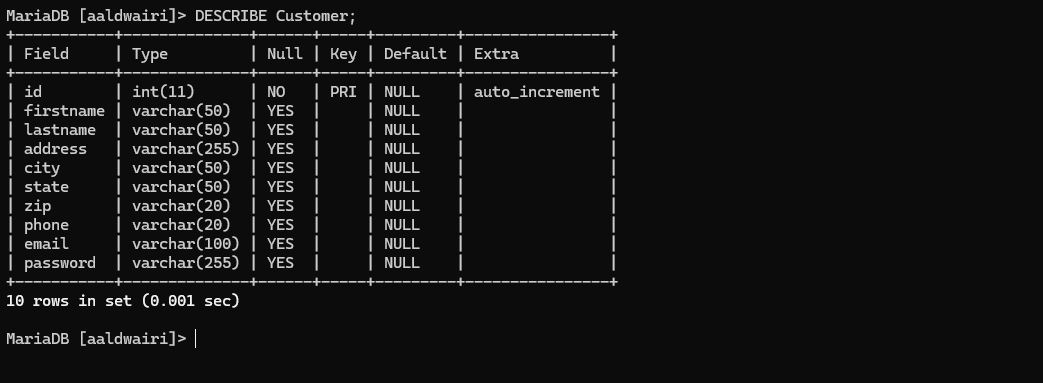 MariaDB [aaldwairi]> DESCRIBE Customer;
+-----------+--------------+------+-----+---------+----------------+
| Field     | Type         | Null | Key | Default | Extra          |
+-----------+--------------+------+-----+---------+----------------+
| id        | int(11)      | NO   | PRI | NULL    | auto_increment |
| firstname | varchar(50)  | YES  |     | NULL    |                |
| lastname  | varchar(50)  | YES  |     | NULL    |                |
| address   | varchar(255) | YES  |     | NULL    |                |
| city      | varchar(50)  | YES  |     | NULL    |                |
| state     | varchar(50)  | YES  |     | NULL    |                |
| zip       | varchar(20)  | YES  |     | NULL    |                |
| phone     | varchar(20)  | YES  |     | NULL    |                |
| email     | varchar(100) | YES  |     | NULL    |                |
| password  | varchar(255) | YES  |     | NULL    |                |
+-----------+--------------+------+-----+---------+----------------+
10 rows in set (0.001 sec)

MariaDB [aaldwairi]>